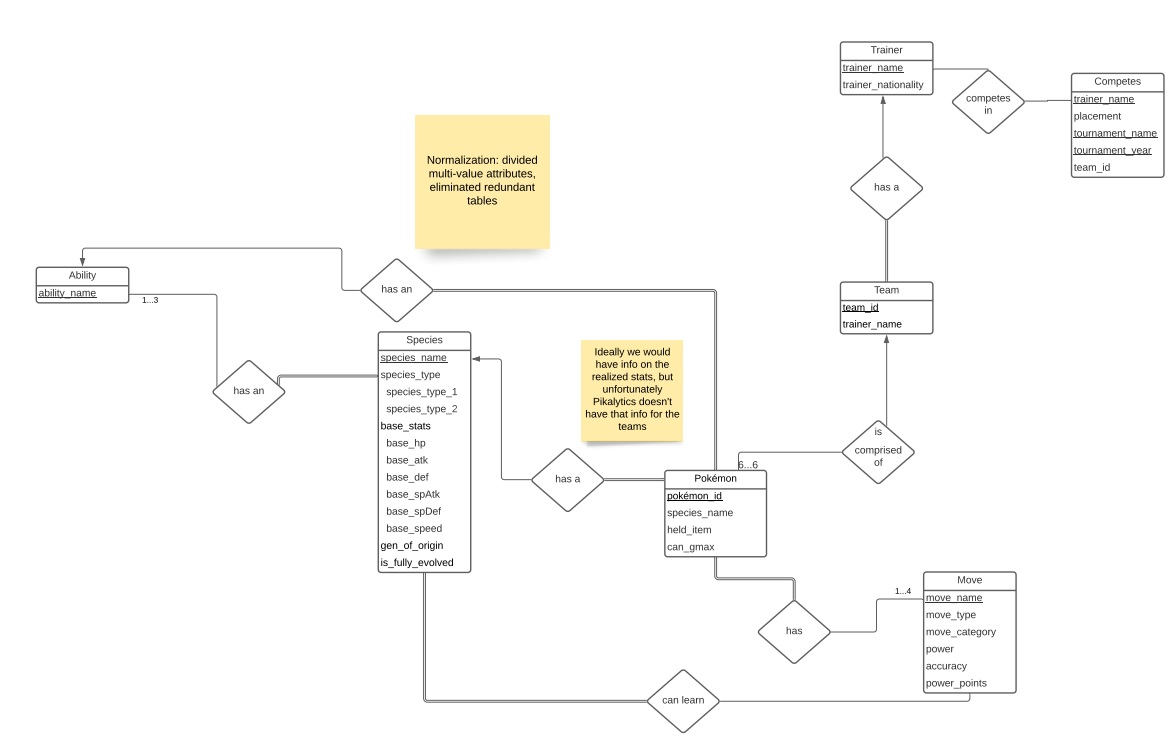 Trainer
trainer_name
trainer_nationality
competes
in
Competes
trainer_name
placement
tournament_name
tournament_year
team_id
Normalization: divided
multi-value attributes,
eliminated redundant
tables
has a
Ability
ability_name
1...3
has an
Team
team_id
trainer_name
Species
species_name
species_type
species_type_1
species_type_2
base_stats
base_hp
base_atk
base_def
base_spAtk
base_spDef
base_speed
gen_of_origin
is_fully_evolved
has an
Ideally we would
have info on the
realized stats, but
unfortunately
Pikalytics doesn't
have that info for the
teams
is
comprised
of
6...6
has a
Pokémon
pokémon_id
species_name
held_item
can_gmax
Move
move_name
move_type
move_category
power
accuracy
power_points
1...4
has
can learn